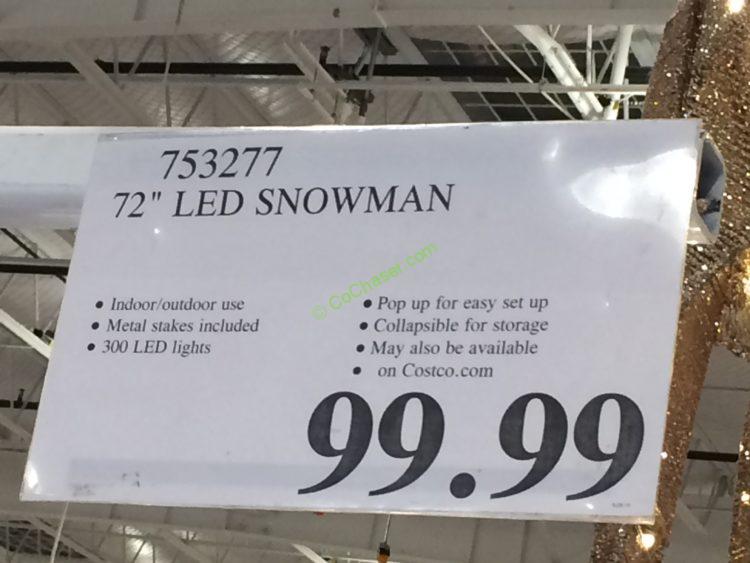 753277
72" LED SNOWMAN
• Indoor/outdoor use
• Metal stakes included
• 300 LED lights
• Pop up for easy set up
• Collapsible for storage
• May also be available
• on Costco.com
© CoChaser.com
99.99